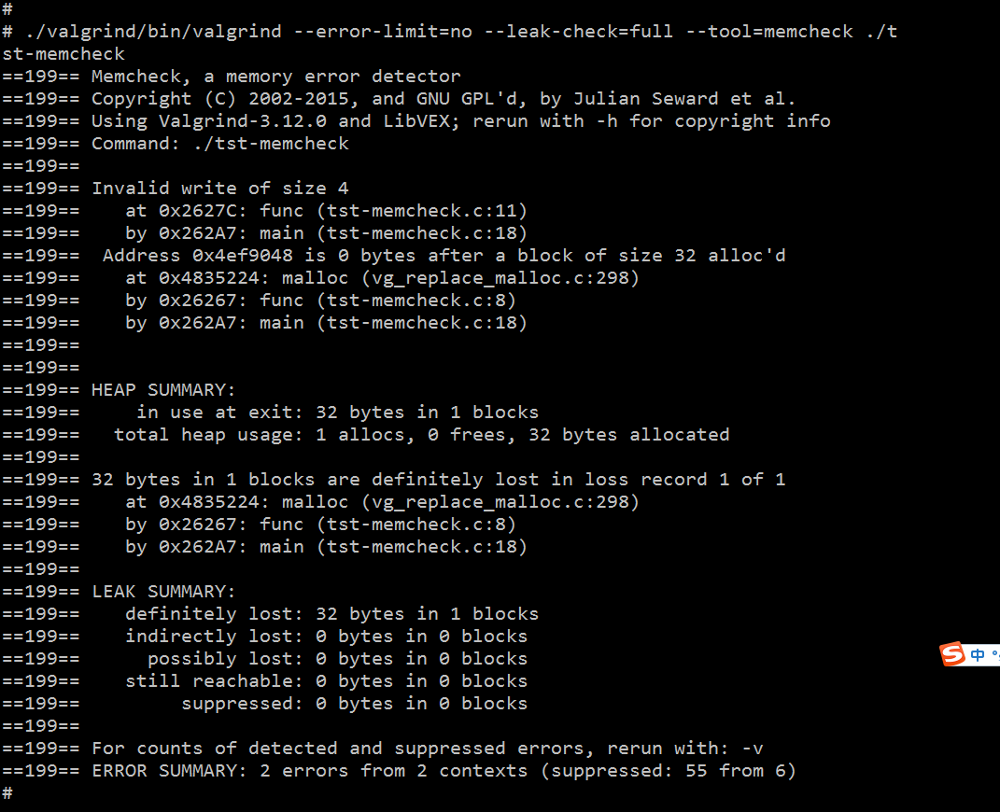 #
# ./valgrind/bin/valgrind --error-limit=no --leak-check=full --tool=memcheck ./t
st-memcheck
==199== Memcheck, a memory error detector
==199== Copyright (C) 2002-2015, and GNU GPL'd, by Julian Seward et al.
==199== Using Valgrind-3.12.0 and LibVEX; rerun with -h for copyright info
==199== Command: ./tst-memcheck
==199==
==199== Invalid write of size 4
==199==    at 0x2627C: func (tst-memcheck.c:11)
==199==    by 0x262A7: main (tst-memcheck.c:18)
==199==  Address 0x4ef9048 is 0 bytes after a block of size 32 alloc'd
==199==    at 0x4835224: malloc (vg_replace_malloc.c:298)
==199==    by 0x26267: func (tst-memcheck.c:8)
==199==    by 0x262A7: main (tst-memcheck.c:18)
==199==
==199==
==199== HEAP SUMMARY:
==199==     in use at exit: 32 bytes in 1 blocks
==199==   total heap usage: 1 allocs, 0 frees, 32 bytes allocated
==199==
==199== 32 bytes in 1 blocks are definitely lost in loss record 1 of 1
==199==    at 0x4835224: malloc (vg_replace_malloc.c:298)
==199==    by 0x26267: func (tst-memcheck.c:8)
==199==    by 0x262A7: main (tst-memcheck.c:18)
==199==
==199== LEAK SUMMARY:
==199==    definitely lost: 32 bytes in 1 blocks
==199==    indirectly lost: 0 bytes in 0 blocks
==199==      possibly lost: 0 bytes in 0 blocks
==199==    still reachable: 0 bytes in 0 blocks
==199==         suppressed: 0 bytes in 0 blocks
==199==
==199== For counts of detected and suppressed errors, rerun with: -v
==199== ERROR SUMMARY: 2 errors from 2 contexts (suppressed: 55 from 6)
#
S 中